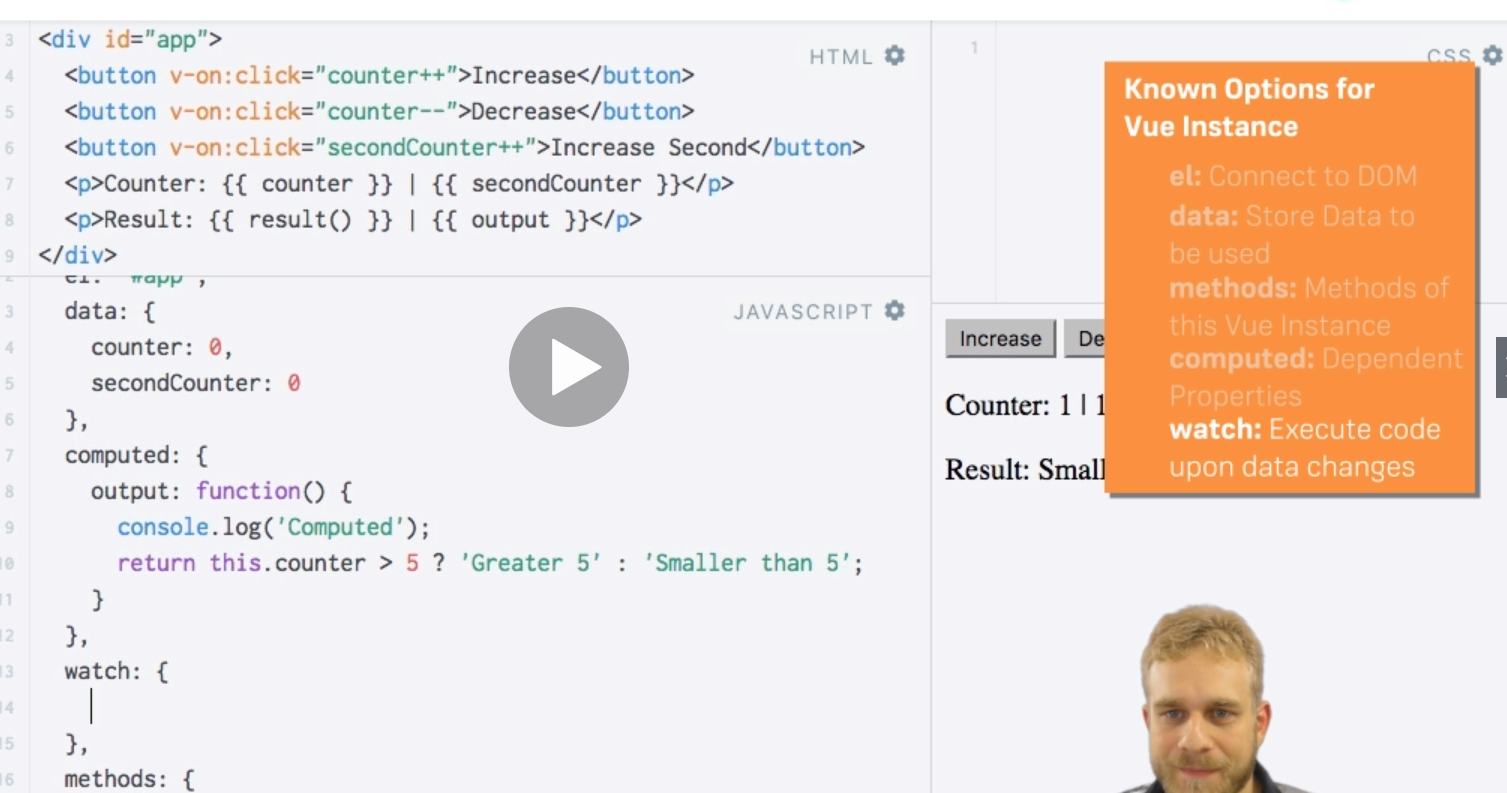 3 <div id="app">
4 <button v-on:click="counter++">Increase</button>
5 <button v-on:click="counter--">Decrease</button>
6 <button v-on:click="secondCounter++">Increase Second</button>
7 <p>Counter: {{ counter }} | {{ secondCounter }}</p>
8 <p>Result: {{ result() }} | {{ output }}</p>
9 </div>
HTML
el: '#app',
3 data: {
JAVASCRIPT
4 counter: 0,
5 secondCounter: 0
6 },
7 computed: {
8 output: function() {
9 console.log('Computed');
10 return this.counter > 5 ? 'Greater 5' : 'Smaller than 5';
11 }
12 },
13 watch: {
14
15 },
16 methods: {
1
CSS
Known Options for
Vue Instance
el: Connect to DOM
data: Store Data to
be used
methods: Methods of
this Vue Instance
computed: Dependent
Properties
watch: Execute code
upon data changes
Increase De
Counter: 1 | 1
Result: Small